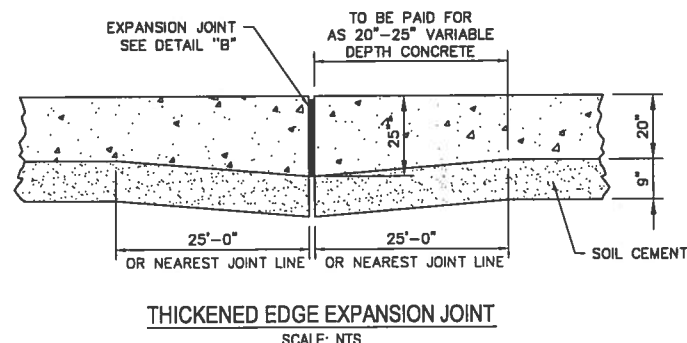 EXPANSION JOINT
SEE DETAIL "B"
TO BE PAID FOR
AS 20"-25" VARIABLE
DEPTH CONCRETE
25"
20"
9"
25'-0"
OR NEAREST JOINT LINE
25'-0"
OR NEAREST JOINT LINE
SOIL CEMENT
THICKENED EDGE EXPANSION JOINT
SCALE: NTS